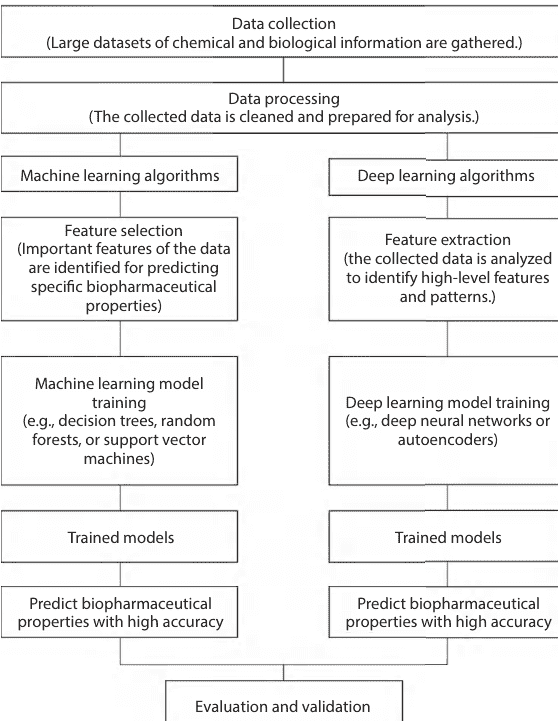 Data collection
(Large datasets of chemical and biological information are gathered.)
Data processing
(The collected data is cleaned and prepared for analysis.)
Machine learning algorithms
Deep learning algorithms
Feature selection
(Important features of the data
are identified for predicting
specific biopharmaceutical
properties)
Feature extraction
(the collected data is analyzed
to identify high-level features
and patterns.)
Machine learning model
training
(e.g., decision trees, random
forests, or support vector
machines)
Deep learning model training
(e.g., deep neural networks or
autoencoders)
Trained models
Trained models
Predict biopharmaceutical
properties with high accuracy
Predict biopharmaceutical
properties with high accuracy
Evaluation and validation